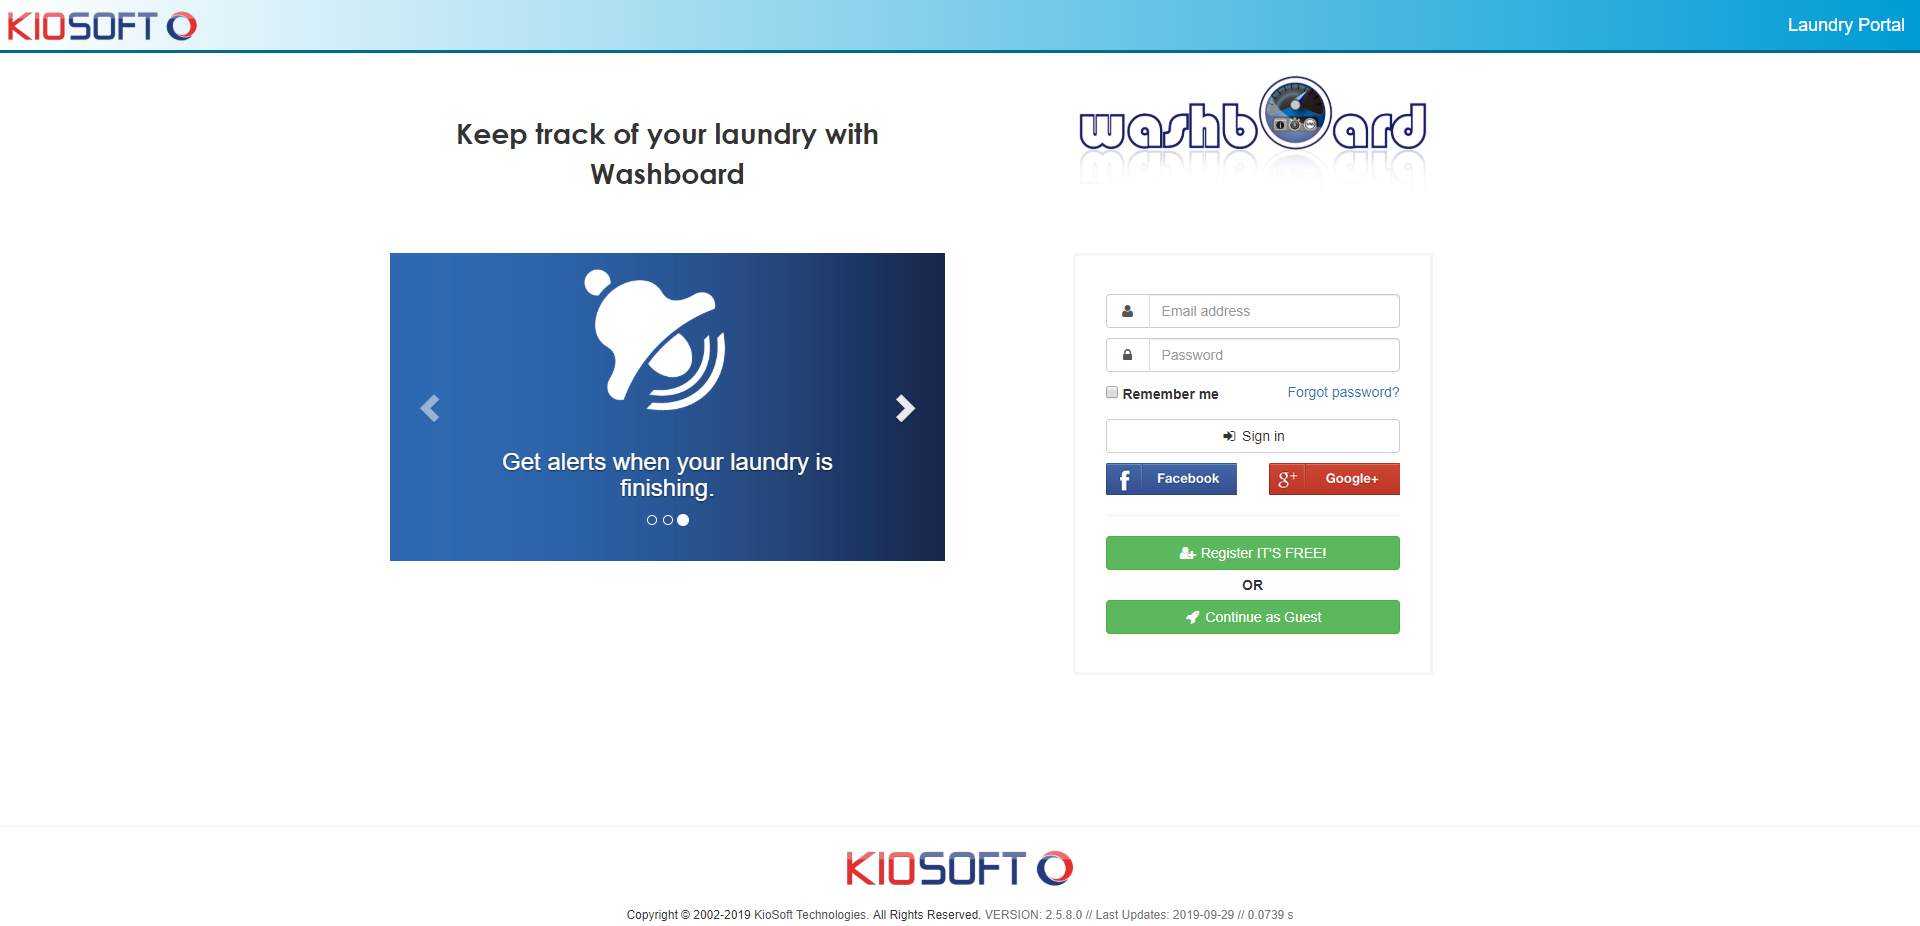 KIOSOFT
Laundry Portal
Keep track of your laundry with
Washboard
washboard
Get alerts when your laundry is
finishing.
Email address
Password
Remember me
Forgot password?
Sign in
f Facebook
g+ Google+
Register IT'S FREE!
OR
Continue as Guest
KIOSOFT
Copyright © 2002-2019 KioSoft Technologies. All Rights Reserved. VERSION: 2.5.8.0 // Last Updates: 2019-09-29 // 0.0739 s